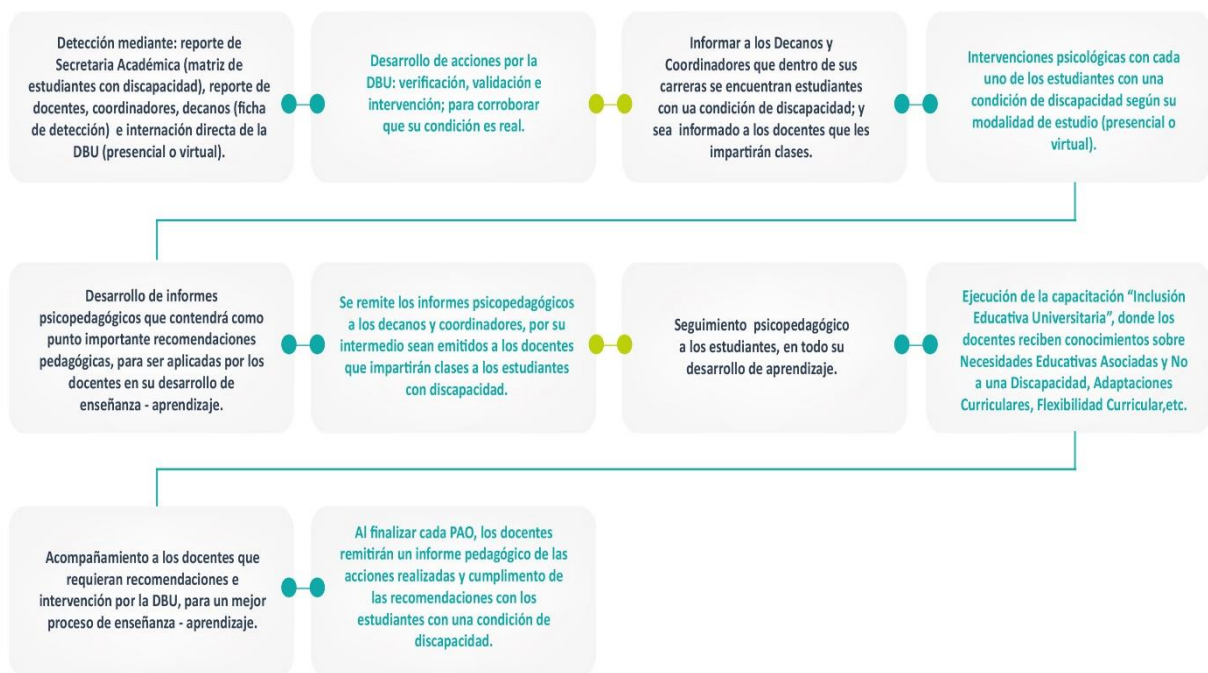 Detección mediante: reporte de
Secretaria Académica (matriz de
estudiantes con discapacidad), reporte de
docentes, coordinadores, decanos (ficha
de detección) e internación directa de la
DBU (presencial o virtual).
Desarrollo de acciones por la
DBU: verificación, validación e
intervención; para corroborar
que su condición es real.
Informar a los Decanos y
Coordinadores que dentro de sus
carreras se encuentran estudiantes
con ua condición de discapacidad; y
sea informado a los docentes que les
impartirán clases.
Intervenciones psicológicas con cada
uno de los estudiantes con una
condición de discapacidad según su
modalidad de estudio (presencial o
virtual).
Desarrollo de informes
psicopedagógicos que contendrá como
punto importante recomendaciones
pedagógicas, para ser aplicadas por los
docentes en su desarrollo de
enseñanza - aprendizaje.
Se remite los informes psicopedagógicos
a los decanos y coordinadores, por su
intermedio sean emitidos a los docentes
que impartirán clases a los estudiantes
con discapacidad.
Seguimiento psicopedagógico
a los estudiantes, en todo su
desarrollo de aprendizaje.
Ejecución de la capacitación “Inclusión
Educativa Universitaria”, donde los
docentes reciben conocimientos sobre
Necesidades Educativas Asociadas y No
a una Discapacidad, Adaptaciones
Curriculares, Flexibilidad Curricular,etc.
Acompañamiento a los docentes que
requieran recomendaciones e
intervención por la DBU, para un mejor
proceso de enseñanza - aprendizaje.
Al finalizar cada PAO, los docentes
remitirán un informe pedagógico de las
acciones realizadas y cumplimento de
las recomendaciones con los
estudiantes con una condición de
discapacidad.